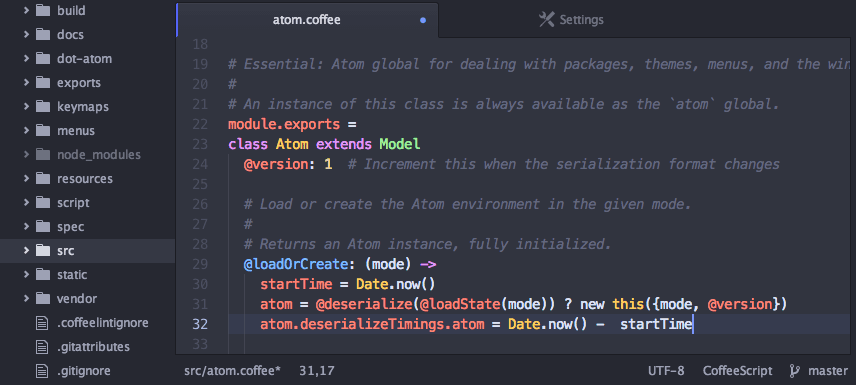 build
docs
dot-atom
exports
keymaps
menus
node_modules
resources
script
spec
src
static
vendor
.coffeelintignore
.gitattributes
.gitignore
atom.coffee
Settings
18
19 # Essential: Atom global for dealing with packages, themes, menus, and the win
20 #
21 # An instance of this class is always available as the `atom` global.
22 module.exports =
23 class Atom extends Model
24 @version: 1  # Increment this when the serialization format changes
25
26 # Load or create the Atom environment in the given mode.
27 #
28 # Returns an Atom instance, fully initialized.
29 @loadOrCreate: (mode) ->
30 startTime = Date.now()
31 atom = @deserialize(@loadState(mode)) ? new this({mode, @version})
32 atom.deserializeTimings.atom = Date.now() -  startTime
33
src/atom.coffee* 31,17 UTF-8 CoffeeScript master